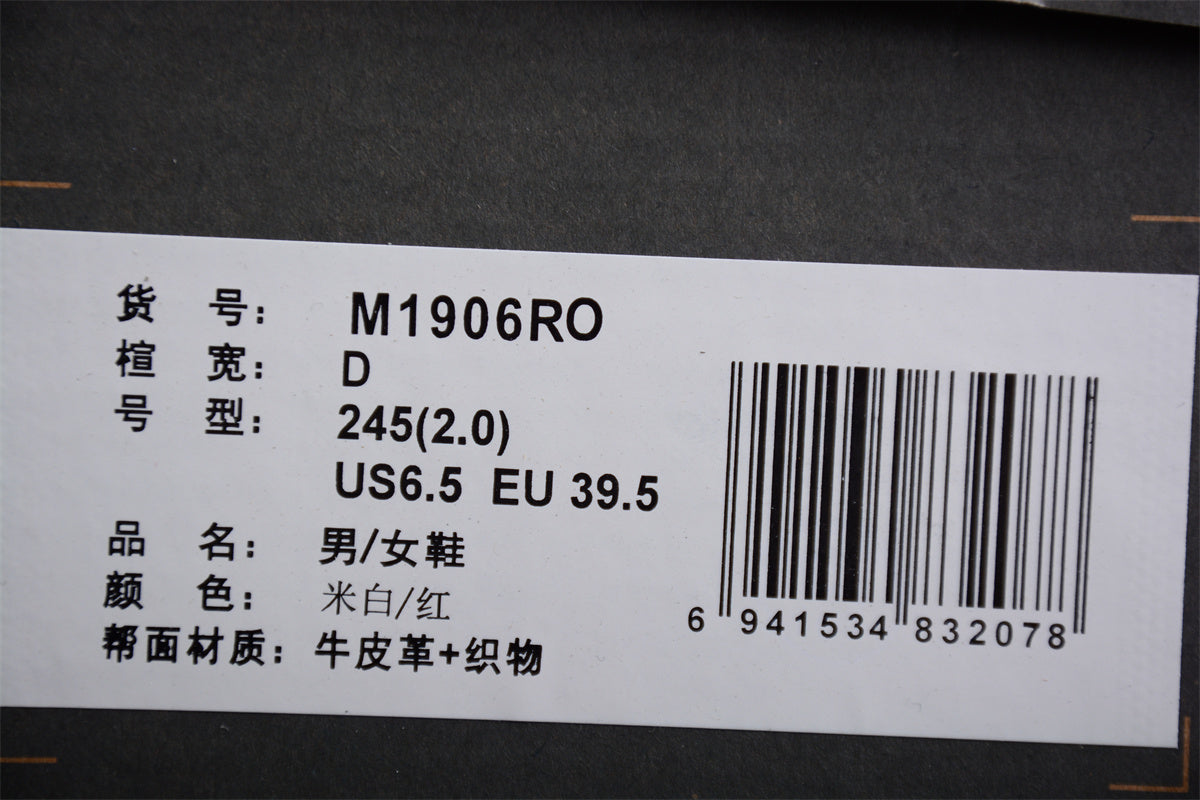 货 号： M1906RO
楦 宽： D
号 型： 245(2.0)
US6.5 EU 39.5
品 名： 男/女鞋
颜 色： 米白/红
帮面材质： 牛皮革+织物
6 941534 832078